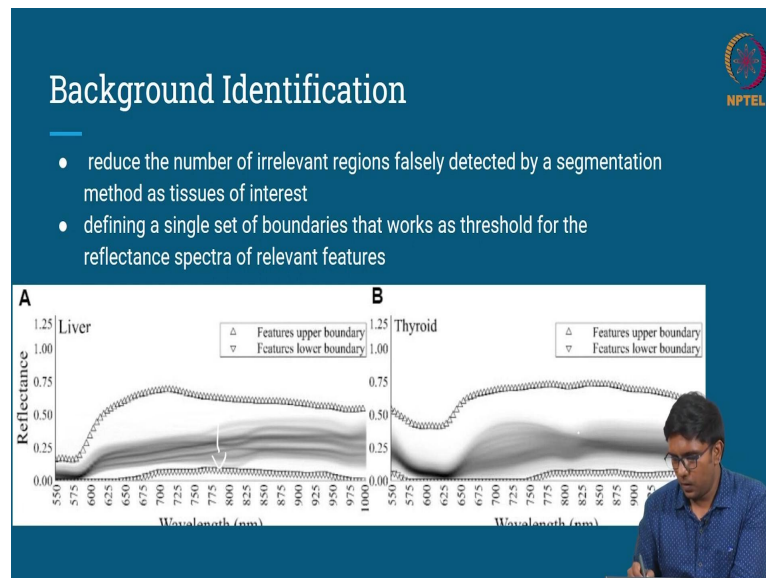 Background Identification
NPTEL
● reduce the number of irrelevant regions falsely detected by a segmentation
method as tissues of interest
● defining a single set of boundaries that works as threshold for the
reflectance spectra of relevant features
A
Liver
△ Features upper boundary
▽ Features lower boundary
Reflectance
1.25
1.00
0.75
0.50
0.25
0.00
550 575 600 625 650 675 700 725 750 775 800 825 850 875 900 925 950 975 1000
Wavelength (nm)
B
Thyroid
△ Features upper boundary
▽ Features lower boundary
1.25
1.00
0.75
0.50
0.25
0.00
550 575 600 625 650 675 700 725 750 775 800 825 850 875 900
Wavelength (nm)